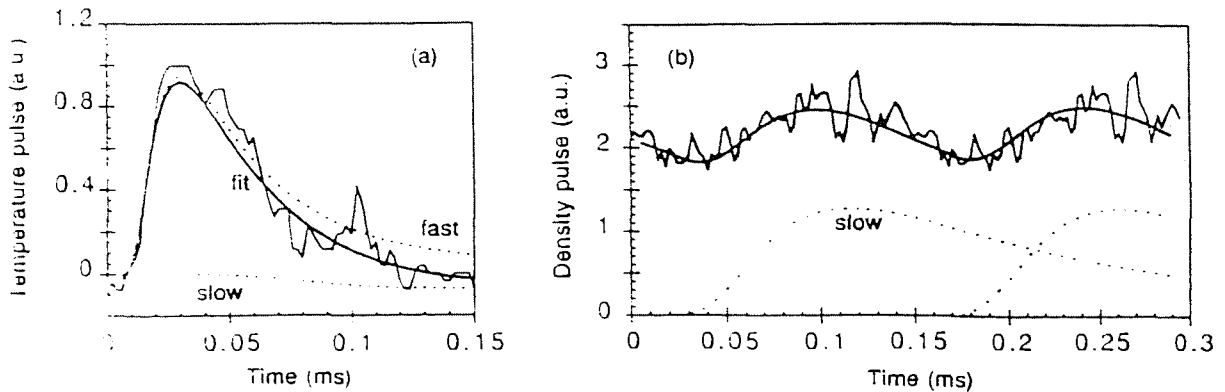 Temperature pulse (a.u.)
1.2
0.8
0.4
0
(a)
fit
fast
slow
0
0.05
0.1
0.15
Time (ms)
Density pulse (a.u.)
3
2
1
0
(b)
slow
0
0.05
0.1
0.15
0.2
0.25
0.3
Time (ms)